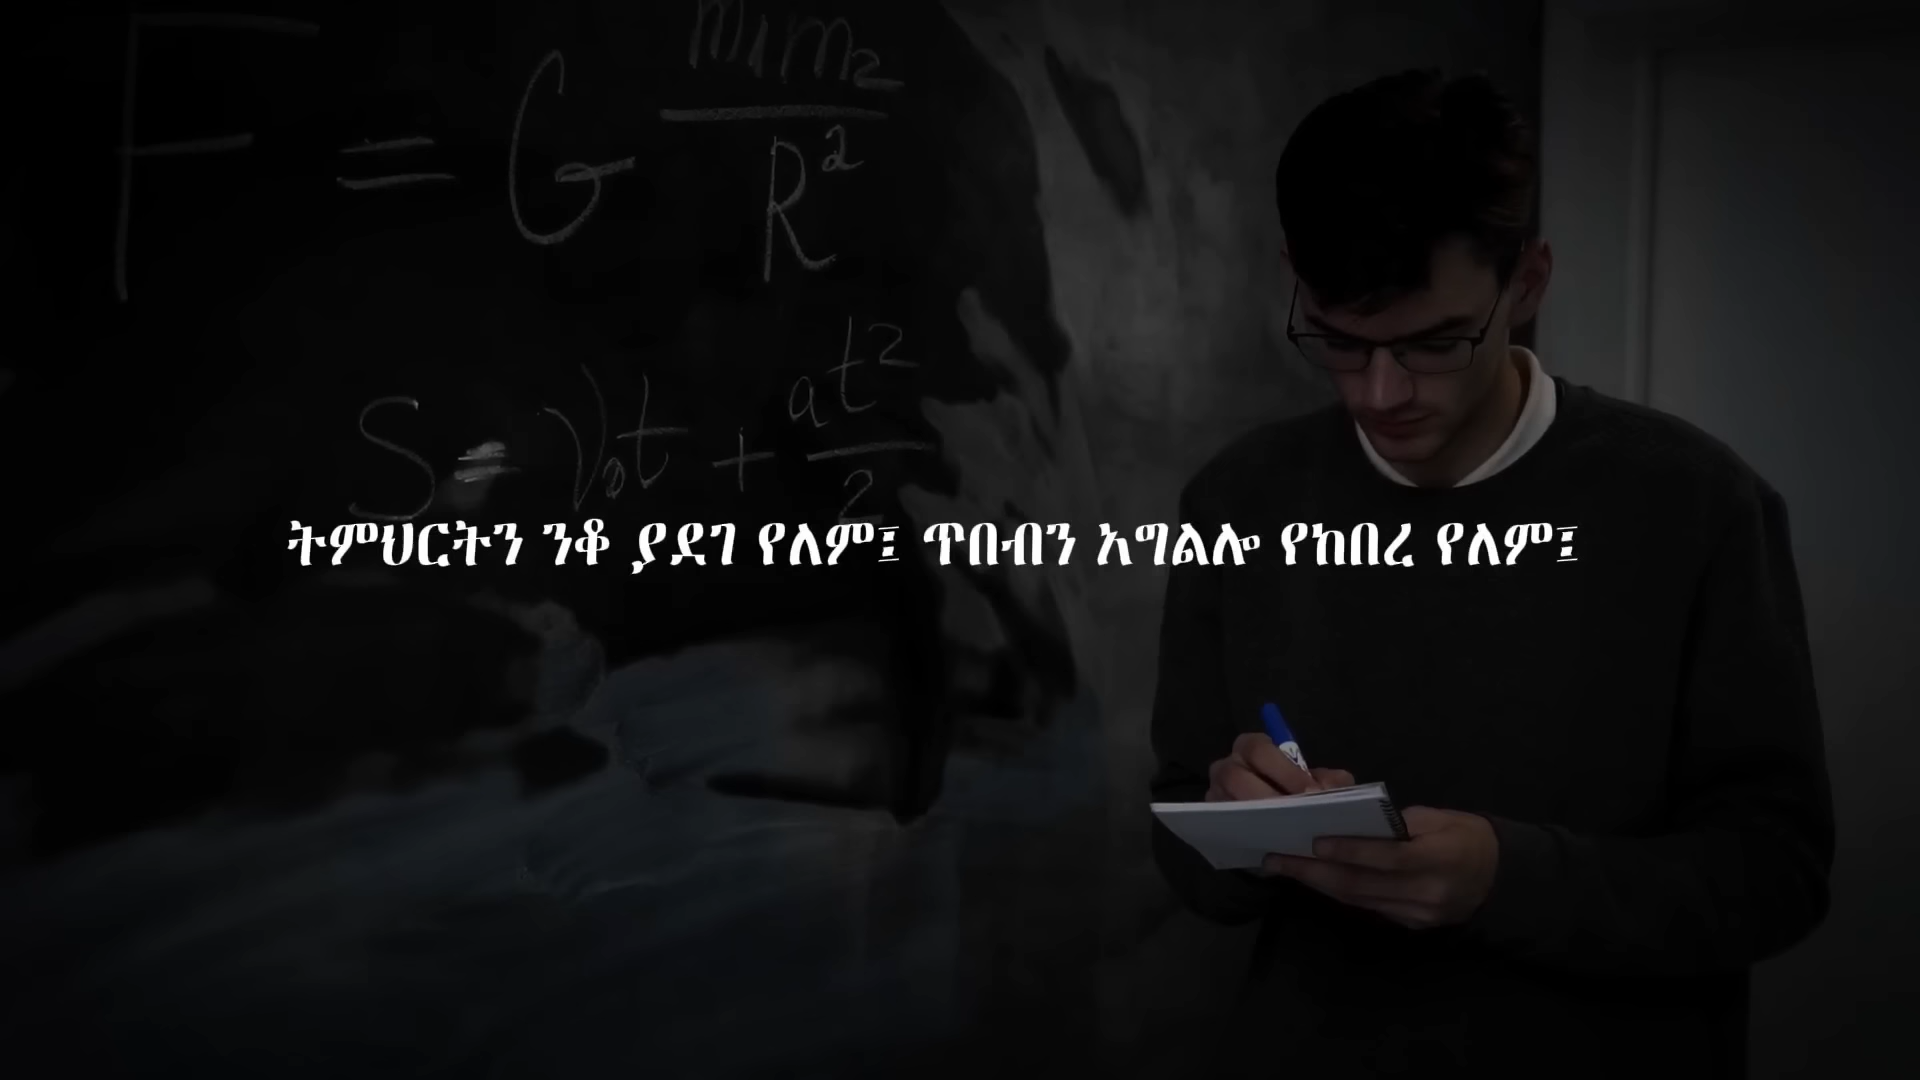 F = G m₁m₂/R²
S = V₀t + at²/2
ትምህርትን ንቆ ያደገ የለም፤ ጥበብን አግልሎ የከበረ የለም፤